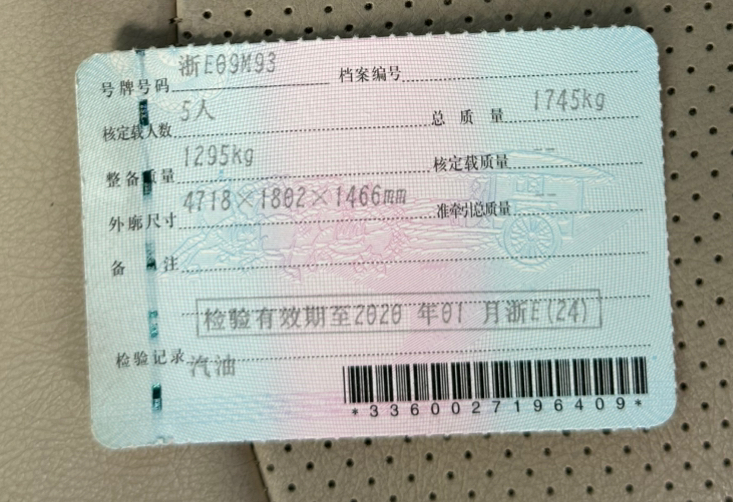 号牌号码 浙E09M93 档案编号
核定载人数 5人 总质量 1745kg
整备质量 1295kg 核定载质量 --
外廓尺寸 4718×1802×1466mm 准牵引总质量 --
备注
检验有效期至2020年01月浙E(24)
检验记录 汽油
*3360027196409*